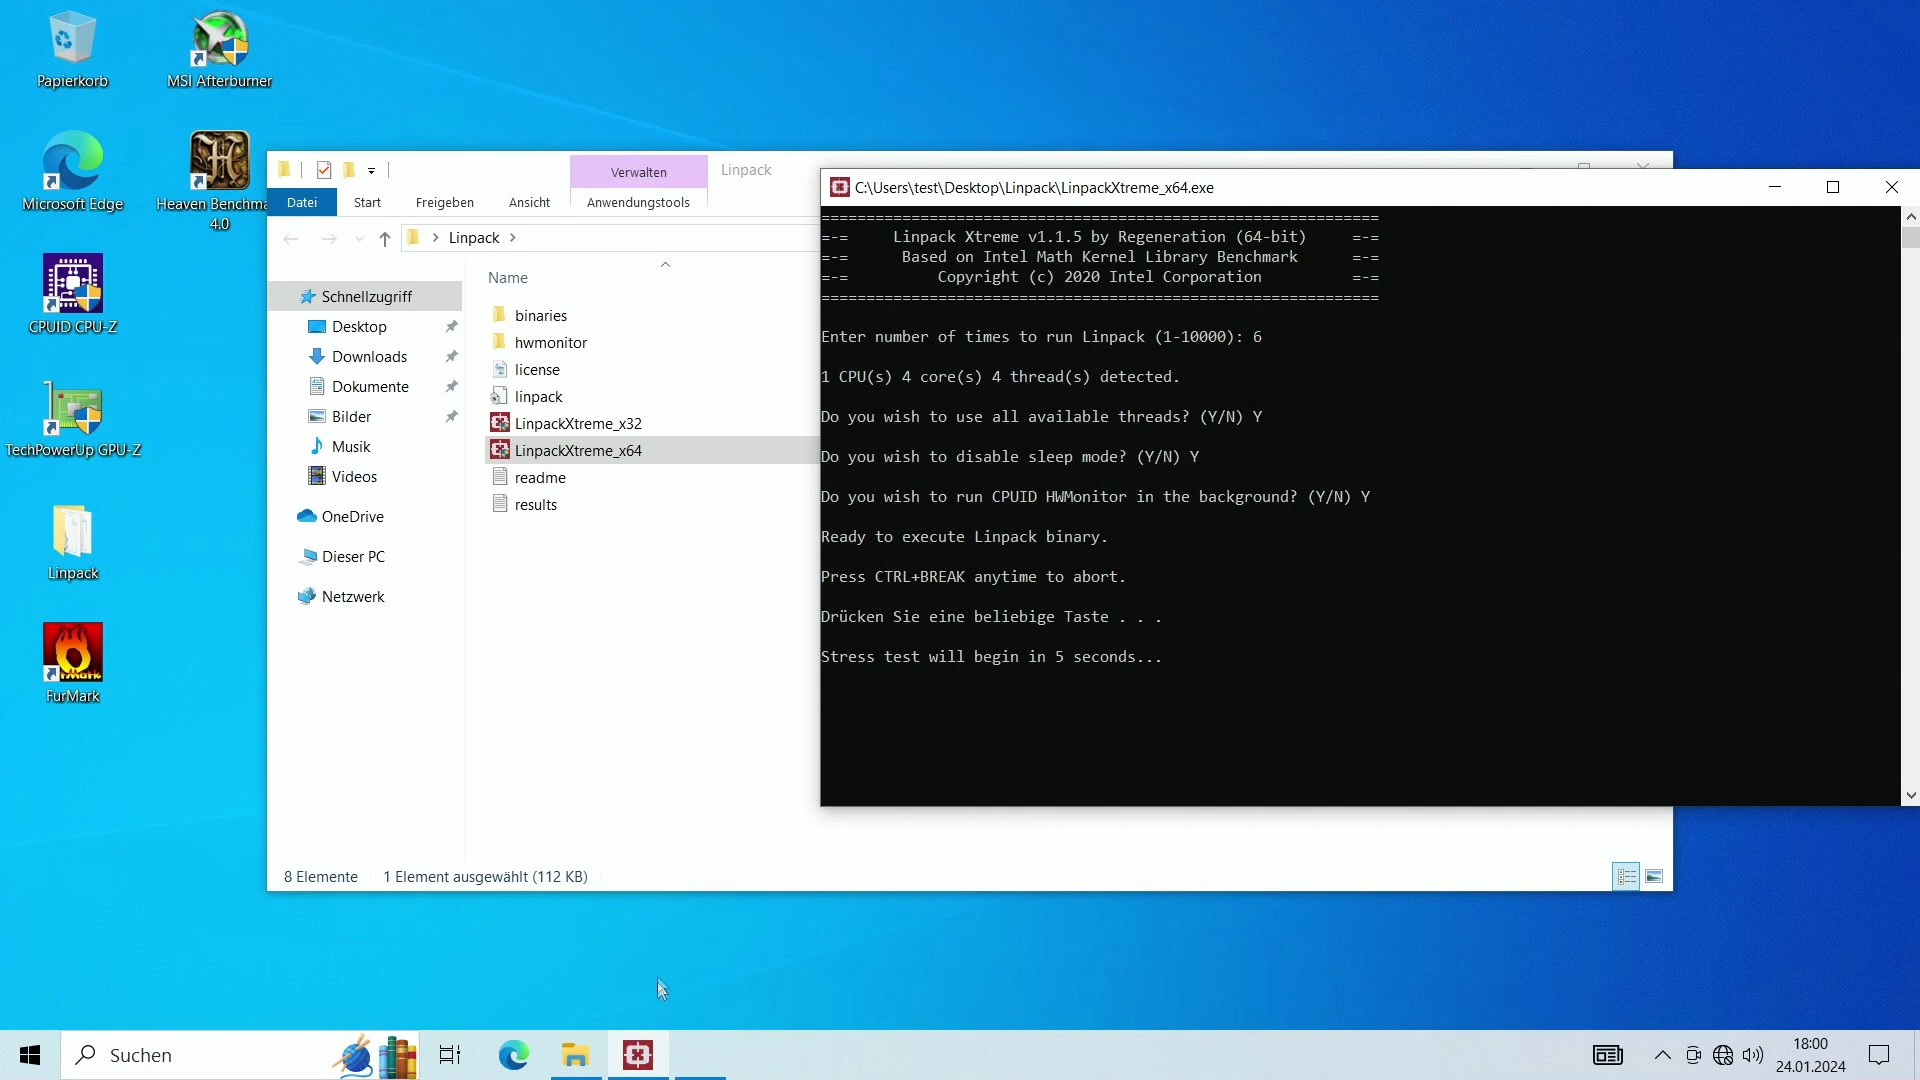 Papierkorb
MSI Afterburner
Microsoft Edge
Heaven Benchma
4.0
CPUID CPU-Z
TechPowerUp GPU-Z
Linpack
FurMark
Verwalten
Linpack
Datei
Start
Freigeben
Ansicht
Anwendungstools
Linpack
Name
Schnellzugriff
Desktop
Downloads
Dokumente
Bilder
Musik
Videos
OneDrive
Dieser PC
Netzwerk
binaries
hwmonitor
license
linpack
LinpackXtreme_x32
LinpackXtreme_x64
readme
results
8 Elemente
1 Element ausgewählt (112 KB)
C:\Users\test\Desktop\Linpack\LinpackXtreme_x64.exe
==============================================================
=-= Linpack Xtreme v1.1.5 by Regeneration (64-bit) =-=
=-= Based on Intel Math Kernel Library Benchmark =-=
=-= Copyright (c) 2020 Intel Corporation =-=
==============================================================
Enter number of times to run Linpack (1-10000): 6
1 CPU(s) 4 core(s) 4 thread(s) detected.
Do you wish to use all available threads? (Y/N) Y
Do you wish to disable sleep mode? (Y/N) Y
Do you wish to run CPUID HWMonitor in the background? (Y/N) Y
Ready to execute Linpack binary.
Press CTRL+BREAK anytime to abort.
Drücken Sie eine beliebige Taste . . .
Stress test will begin in 5 seconds...
Suchen
18:00
24.01.2024